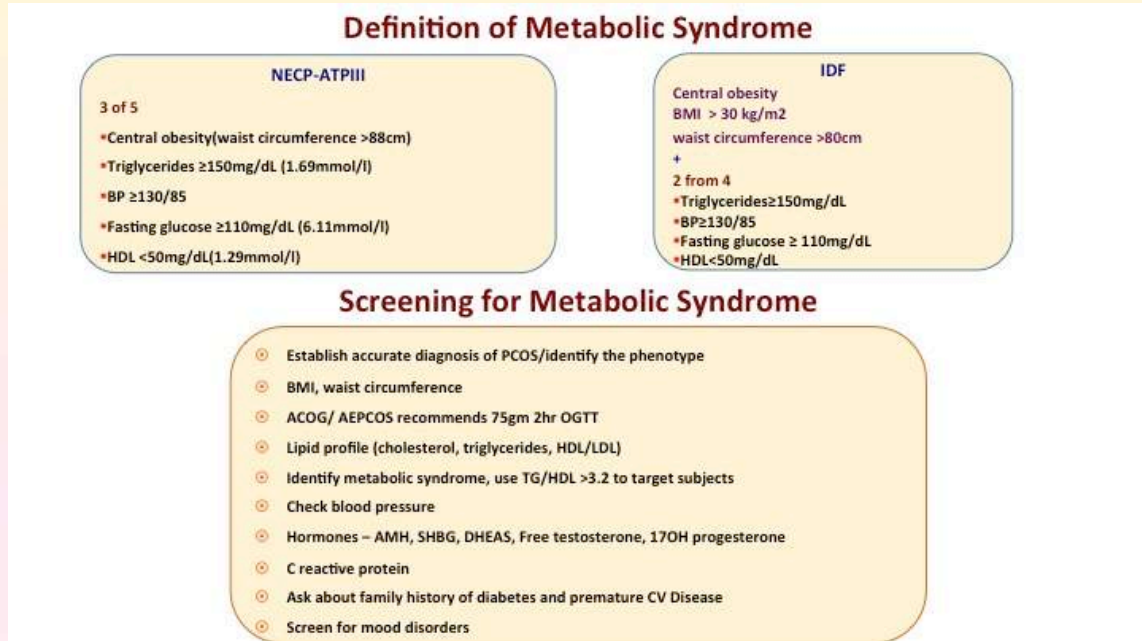 Definition of Metabolic Syndrome
NECP-ATPIII
3 of 5
▪Central obesity(waist circumference >88cm)
▪Triglycerides ≥150mg/dL (1.69mmol/l)
▪BP ≥130/85
▪Fasting glucose ≥110mg/dL (6.11mmol/l)
▪HDL <50mg/dL(1.29mmol/l)
IDF
Central obesity
BMI > 30 kg/m2
waist circumference >80cm
+
2 from 4
▪Triglycerides≥150mg/dL
▪BP≥130/85
▪Fasting glucose ≥ 110mg/dL
▪HDL<50mg/dL
Screening for Metabolic Syndrome
Establish accurate diagnosis of PCOS/identify the phenotype
BMI, waist circumference
ACOG/ AEPCOS recommends 75gm 2hr OGTT
Lipid profile (cholesterol, triglycerides, HDL/LDL)
Identify metabolic syndrome, use TG/HDL >3.2 to target subjects
Check blood pressure
Hormones – AMH, SHBG, DHEAS, Free testosterone, 17OH progesterone
C reactive protein
Ask about family history of diabetes and premature CV Disease
Screen for mood disorders